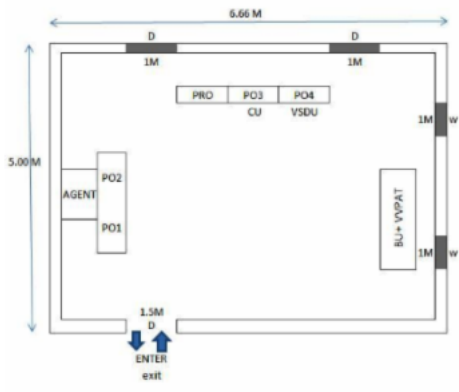 6.66 M
D D
1M 1M
PRO PO3 PO4
CU VSDU
1M w
5.00 M
PO2
AGENT
PO1
BU+ VVPAT
1M w
1.5M
D
ENTER
exit